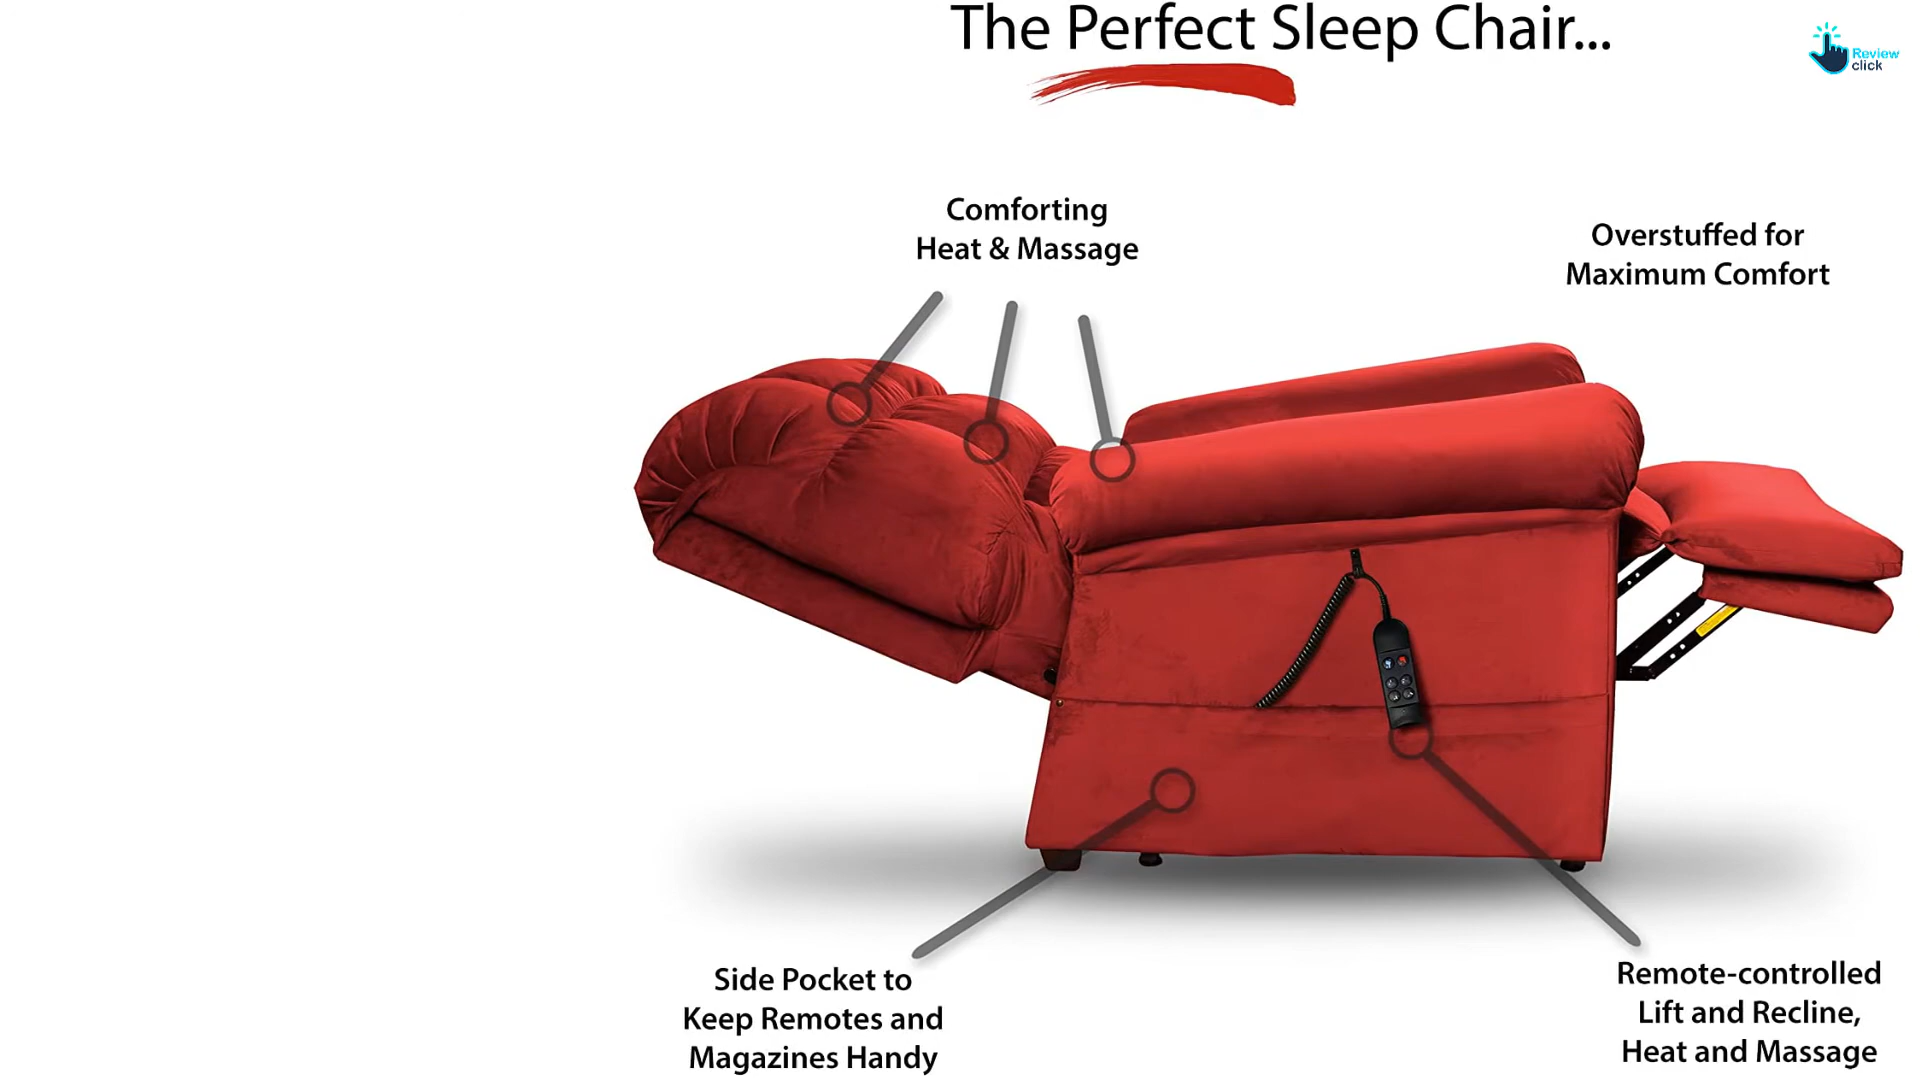 The Perfect Sleep Chair...
Review
click
Comforting
Heat & Massage
Overstuffed for
Maximum Comfort
Side Pocket to
Keep Remotes and
Magazines Handy
Remote-controlled
Lift and Recline,
Heat and Massage